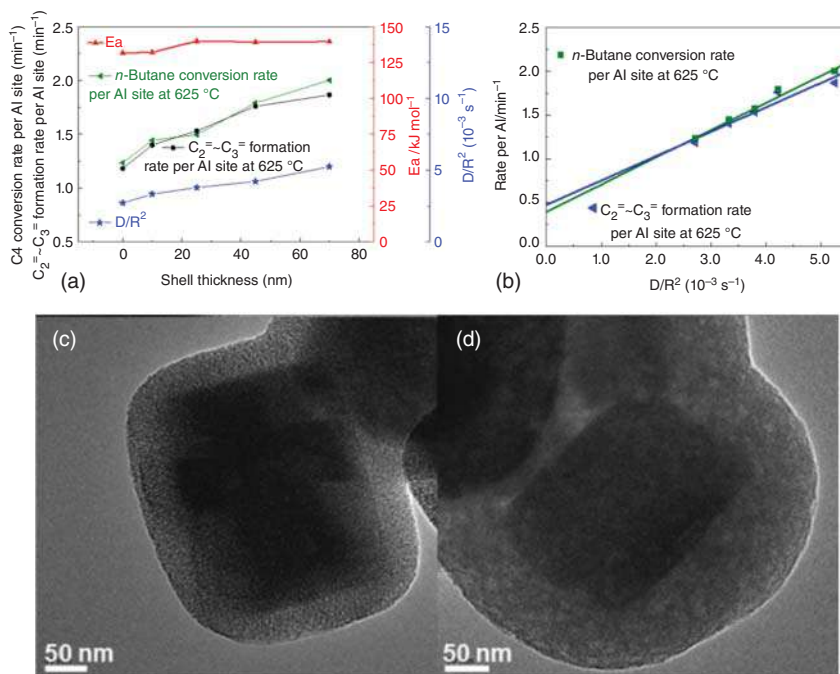 C4 conversion rate per Al site (min⁻¹)
C₂⁼~C₃⁼ formation rate per Al site (min⁻¹)
2.5
2.0
1.5
1.0
0.5
Ea
n-Butane conversion rate
per Al site at 625 °C
C₂⁼~C₃⁼ formation
rate per Al site at 625 °C
D/R²
0 20 40 60 80
Shell thickness (nm)
(a)
150
125
100
75
50
25
0
Ea /kJ mol⁻¹
15
10
5
0
D/R² (10⁻³ s⁻¹)
Rate per Al/min⁻¹
2.5
2.0
1.5
1.0
0.5
0.0
n-Butane conversion rate
per Al site at 625 °C
C₂⁼~C₃⁼ formation rate
per Al site at 625 °C
0.0 1.0 2.0 3.0 4.0 5.0
D/R² (10⁻³ s⁻¹)
(b)
(c)
50 nm
(d)
50 nm